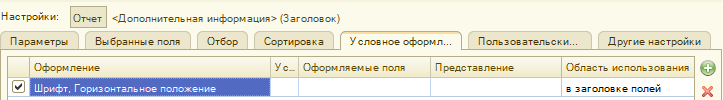 Настройки: Отчет <Дополнительная информация> (Заголовок)
Параметры Выбранные поля Отбор Сортировка Условное оформл... Пользовательски... Другие настройки
Оформление Ус... Оформляемые поля Представление Область использования
Шрифт, Горизонтальное положение в заголовке полей